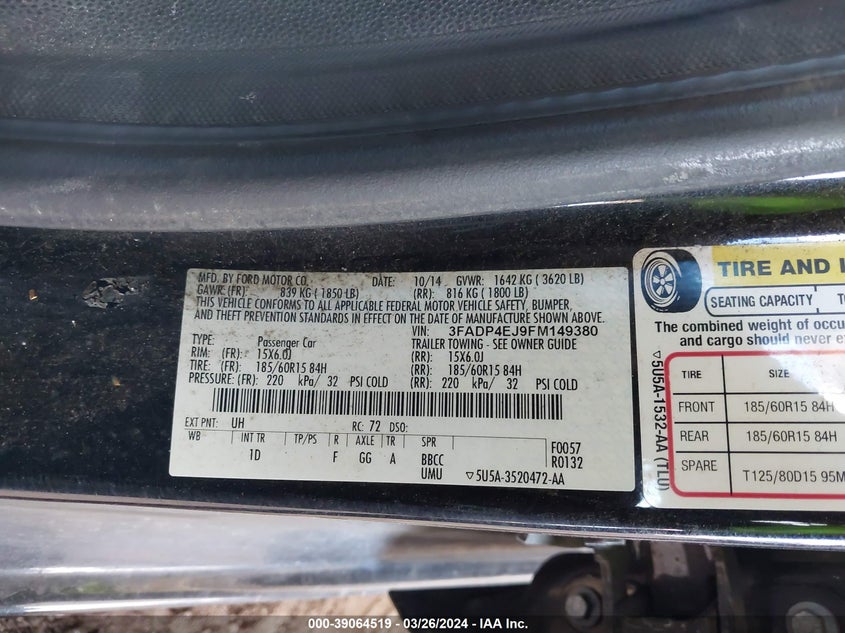 MFD. BY FORD MOTOR CO. DATE: 10/14 GVWR: 1642 KG ( 3620 LB)
GAWR: (FR): 839 KG ( 1850 LB) (RR): 816 KG ( 1800 LB)
THIS VEHICLE CONFORMS TO ALL APPLICABLE FEDERAL MOTOR VEHICLE SAFETY, BUMPER,
AND THEFT PREVENTION STANDARDS IN EFFECT ON THE DATE OF MANUFACTURE SHOWN ABOVE.
VIN: 3FADP4EJ9FM149380
TYPE: Passenger Car TRAILER TOWING - SEE OWNER GUIDE
RIM: (FR): 15X6.0J (RR): 15X6.0J
TIRE: (FR): 185/60R15 84H (RR): 185/60R15 84H
PRESSURE: (FR): 220 kPa/ 32 PSI COLD (RR): 220 kPa/ 32 PSI COLD
EXT PNT: UH RC: 72 DSO:
WB INT TR TP/PS R AXLE TR SPR F0057
1D F GG A BBCC R0132
UMU ▽5U5A-3520472-AA
TIRE AND
SEATING CAPACITY
The combined weight of
and cargo should never
▽5U5A-1532-AA (TLU)
TIRE SIZE
FRONT 185/60R15 84H
REAR 185/60R15 84H
SPARE T125/80D15 95M
000-39064519 - 03/26/2024 - IAA Inc.